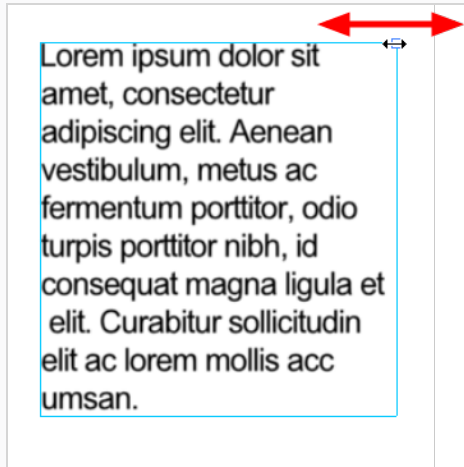 Lorem ipsum dolor sit
amet, consectetur
adipiscing elit. Aenean
vestibulum, metus ac
fermentum porttitor, odio
turpis porttitor nibh, id
consequat magna ligula et
elit. Curabitur sollicitudin
elit ac lorem mollis acc
umsan.